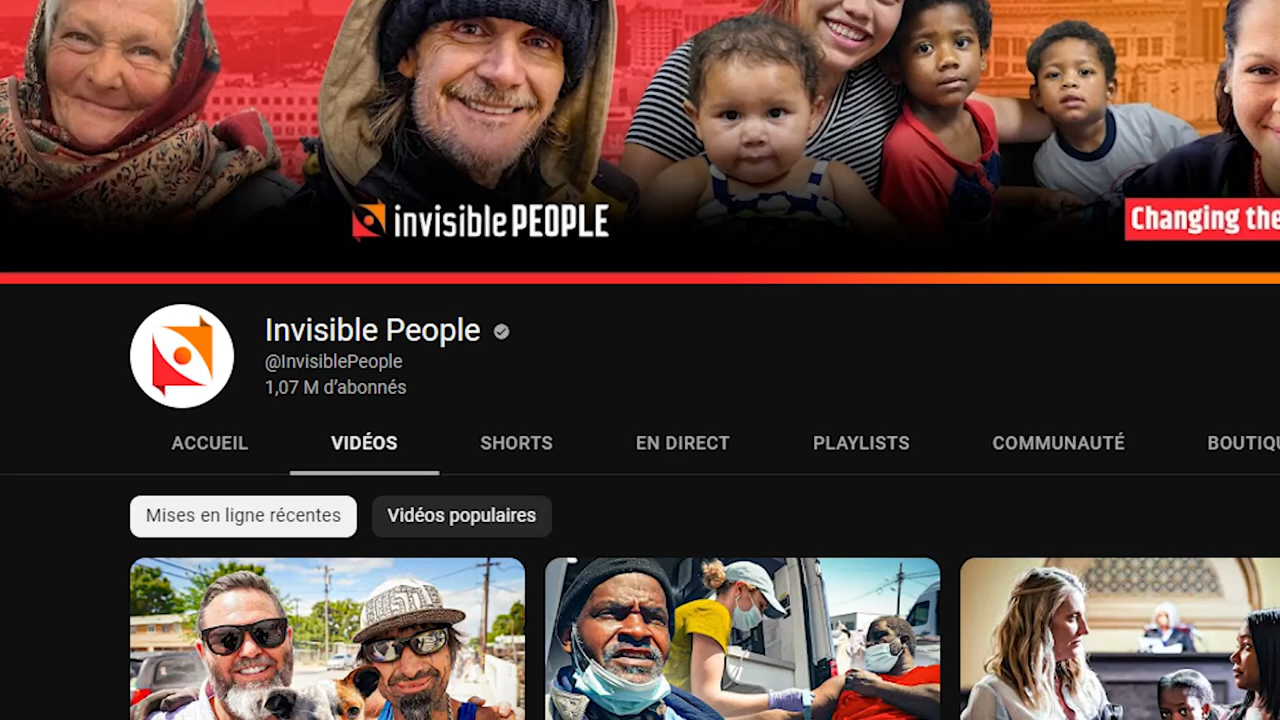 invisible PEOPLE
Changing the
Invisible People
@InvisiblePeople
1,07 M d'abonnés
ACCUEIL VIDÉOS SHORTS EN DIRECT PLAYLISTS COMMUNAUTÉ BOUTIQU
Mises en ligne récentes Vidéos populaires